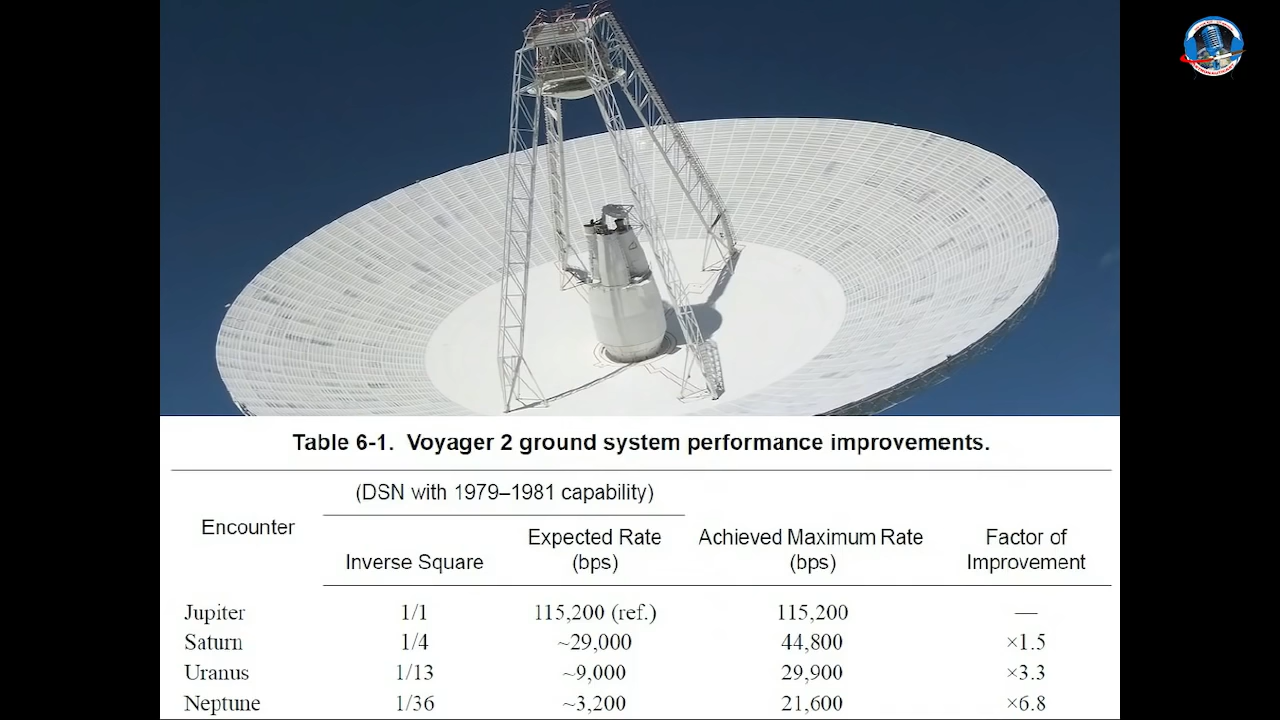 Table 6-1. Voyager 2 ground system performance improvements.
(DSN with 1979–1981 capability)
Encounter Inverse Square Expected Rate (bps) Achieved Maximum Rate (bps) Factor of Improvement
Jupiter 1/1 115,200 (ref.) 115,200 —
Saturn 1/4 ~29,000 44,800 ×1.5
Uranus 1/13 ~9,000 29,900 ×3.3
Neptune 1/36 ~3,200 21,600 ×6.8